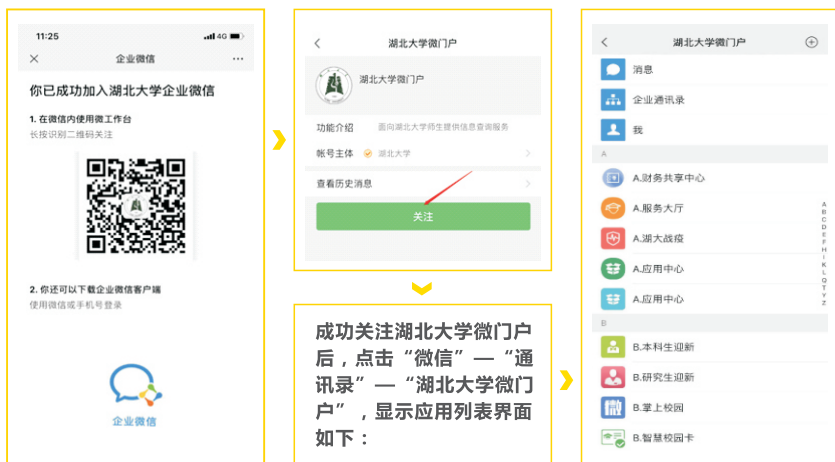 11:25
4G
企业微信
你已成功加入湖北大学企业微信
1. 在微信内使用微工作台
长按识别二维码关注
2. 你还可以下载企业微信客户端
使用微信或手机号登录
企业微信
湖北大学微门户
湖北大学微门户
功能介绍 面向湖北大学师生提供信息查询服务
帐号主体 湖北大学
查看历史消息
关注
成功关注湖北大学微门户
后，点击“微信”—“通
讯录”—“湖北大学微门
户”，显示应用列表界面
如下：
湖北大学微门户
消息
企业通讯录
我
A
A.财务共享中心
A.服务大厅
A.湖大战疫
A.应用中心
A.应用中心
B
B.本科生迎新
B.研究生迎新
微 B.掌上校园
B.智慧校园卡
A
B
C
D
E
F
H
I
K
L
Q
T
Y
Z